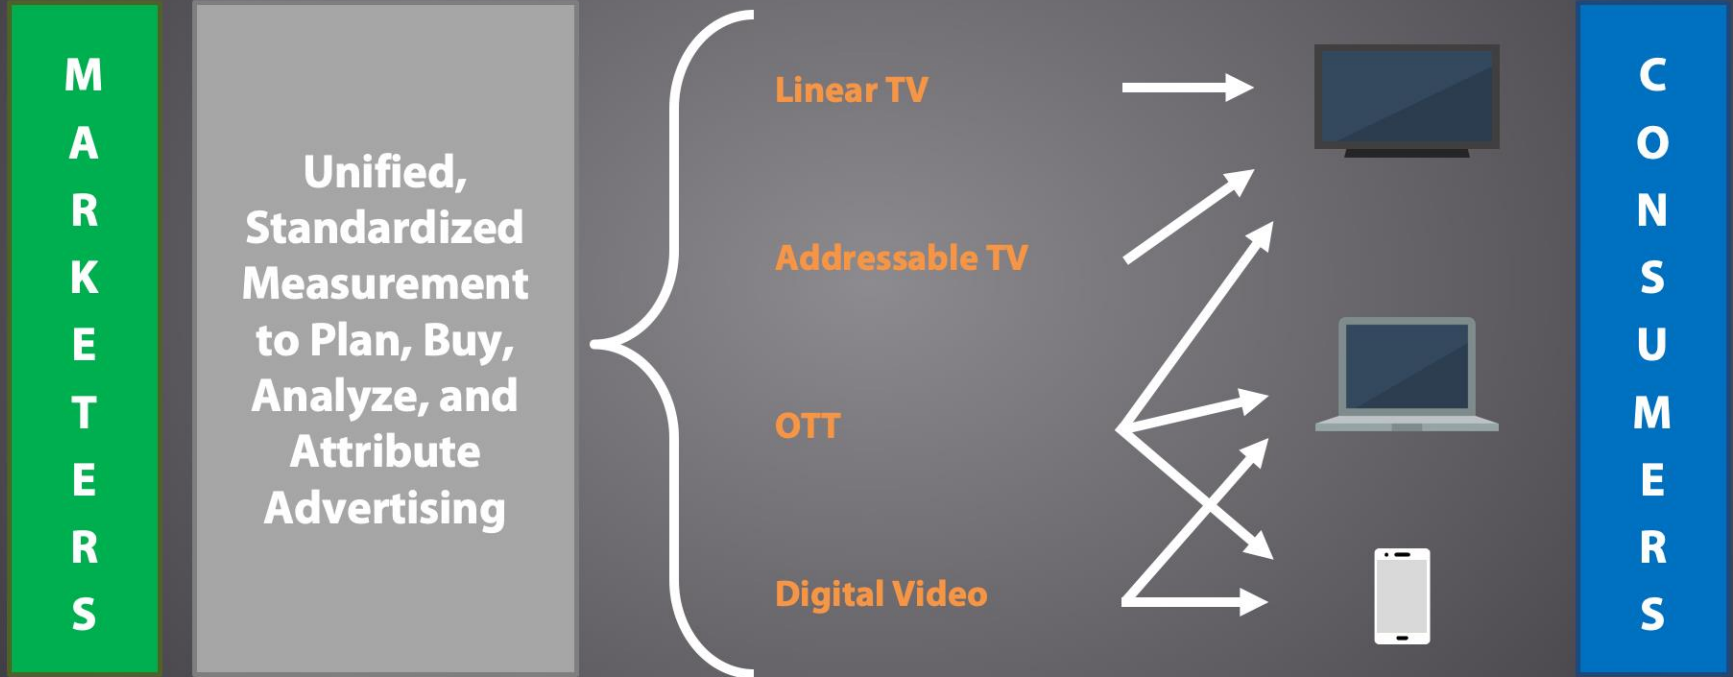 MARKETERS
Unified,
Standardized
Measurement
to Plan, Buy,
Analyze, and
Attribute
Advertising
Linear TV
Addressable TV
OTT
Digital Video
CONSUMERS